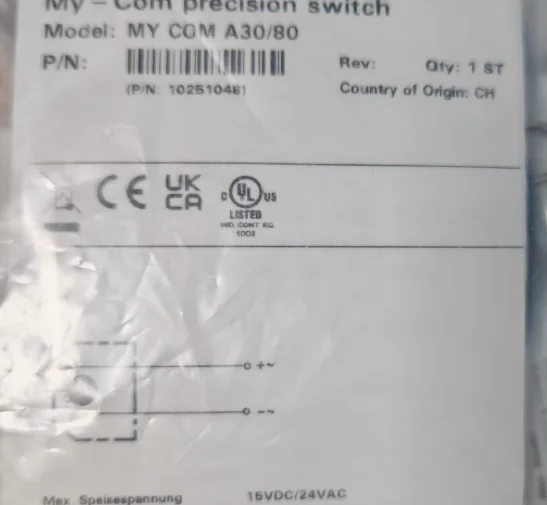 My-Com precision switch
Model: MY COM A30/80
P/N:
(P/N: 10251048)
Rev:
Qty: 1 ST
Country of Origin: CH
CE
UK
CA
C UL US
LISTED
IND. CONT EQ.
1003
+~
-~
Max. Speisespannung 15VDC/24VAC